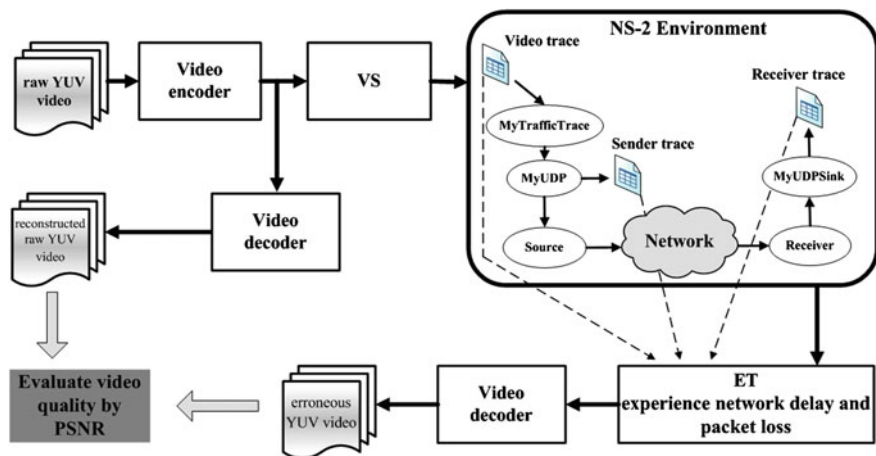 NS-2 Environment
raw YUV
video
Video
encoder
VS
Video trace
Receiver trace
MyTrafficTrace
Sender trace
MyUDP
MyUDPSink
Source
Network
Receiver
reconstructed
raw YUV
video
Video
decoder
Evaluate video
quality by
PSNR
erroneous
YUV video
Video
decoder
ET
experience network delay and
packet loss